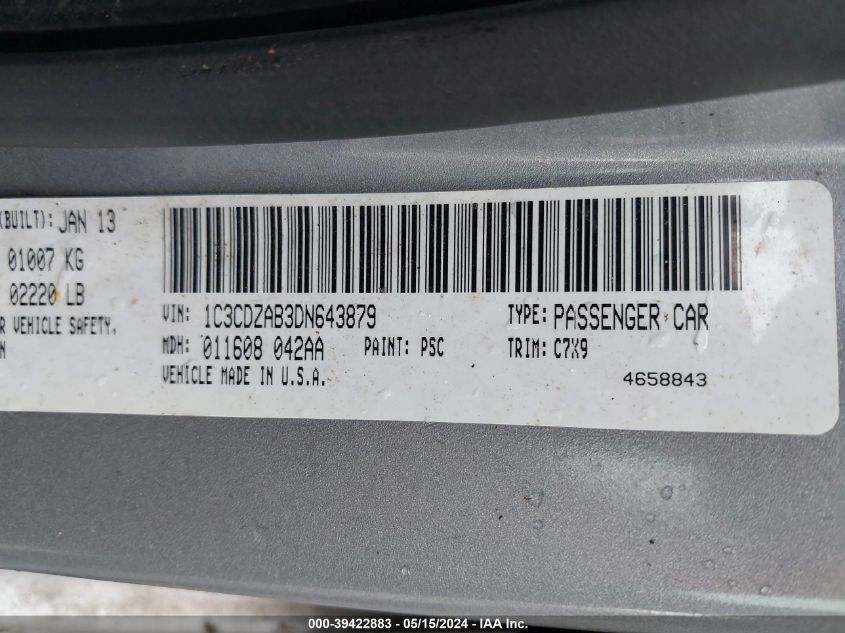 (BUILT): JAN 13
01007 KG
02220 LB
R VEHICLE SAFETY,
N
VIN: 1C3CDZAB3DN643879 TYPE: PASSENGER CAR
MDH: 011608 042AA PAINT: PSC TRIM: C7X9
VEHICLE MADE IN U.S.A. 4658843
000-39422883 - 05/15/2024 - IAA Inc.